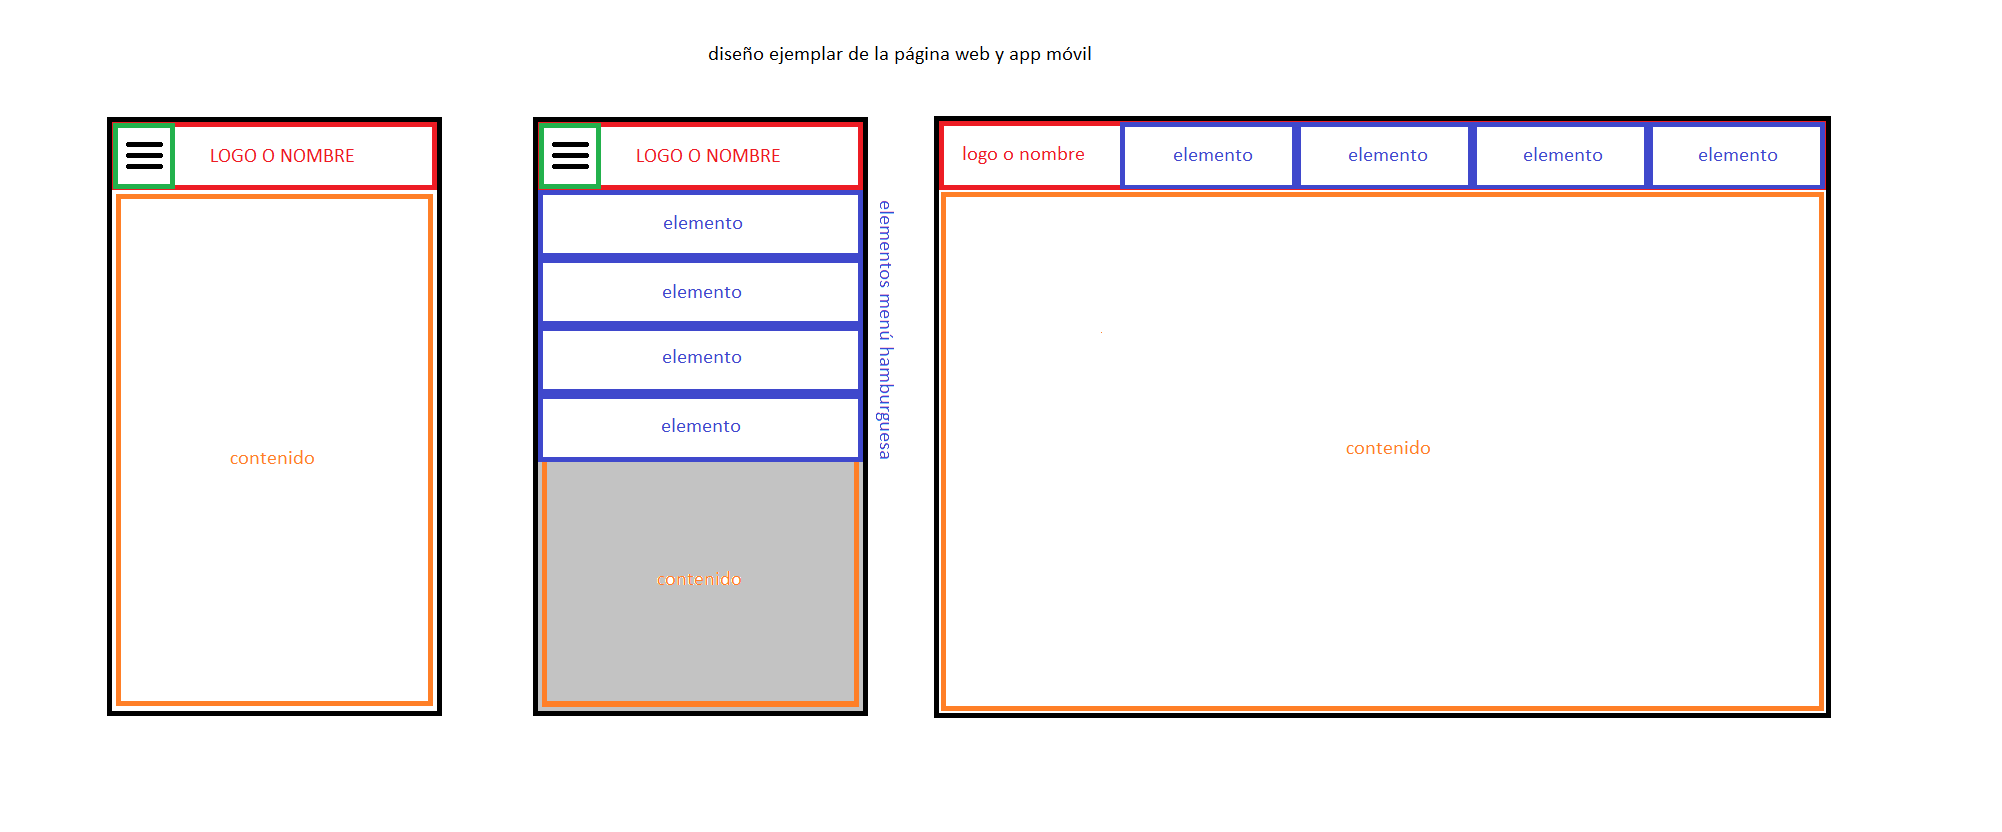 diseño ejemplar de la página web y app móvil
LOGO O NOMBRE
contenido
LOGO O NOMBRE
elemento
elemento
elemento
elemento
contenido
elementos menú hamburguesa
logo o nombre
elemento
elemento
elemento
elemento
contenido